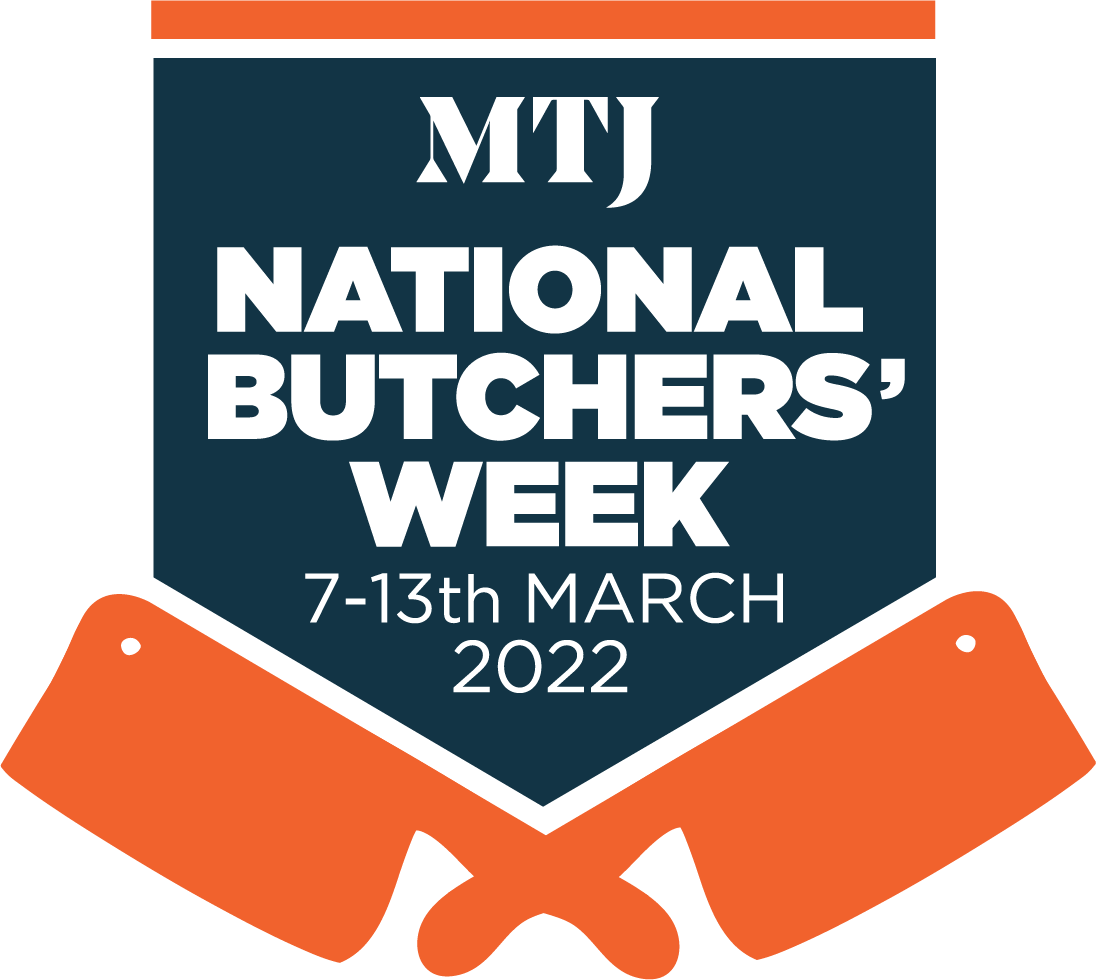 MTJ
NATIONAL
BUTCHERS’
WEEK
7-13th MARCH
2022